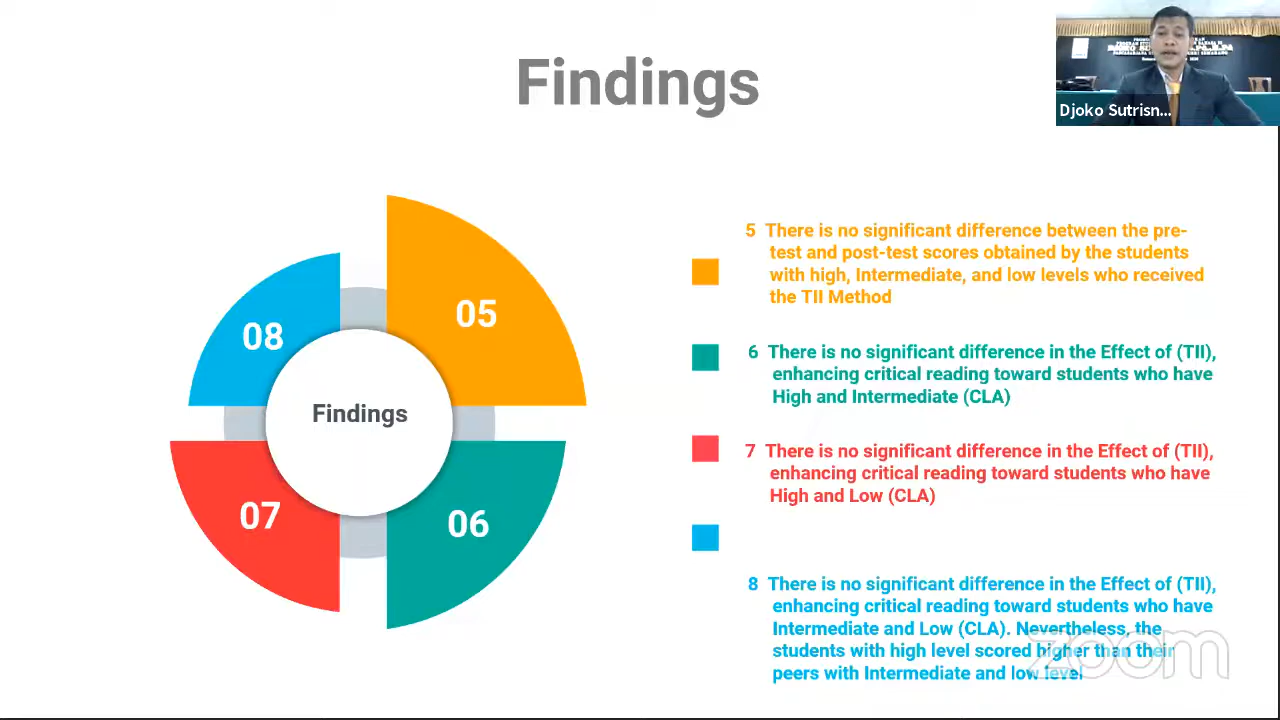 Findings
Djoko Sutrisn...
08
05
Findings
07
06
5 There is no significant difference between the pre-
test and post-test scores obtained by the students
with high, Intermediate, and low levels who received
the TII Method
6 There is no significant difference in the Effect of (TII),
enhancing critical reading toward students who have
High and Intermediate (CLA)
7 There is no significant difference in the Effect of (TII),
enhancing critical reading toward students who have
High and Low (CLA)
8 There is no significant difference in the Effect of (TII),
enhancing critical reading toward students who have
Intermediate and Low (CLA). Nevertheless, the
students with high level scored higher than their
peers with Intermediate and low level
zoom